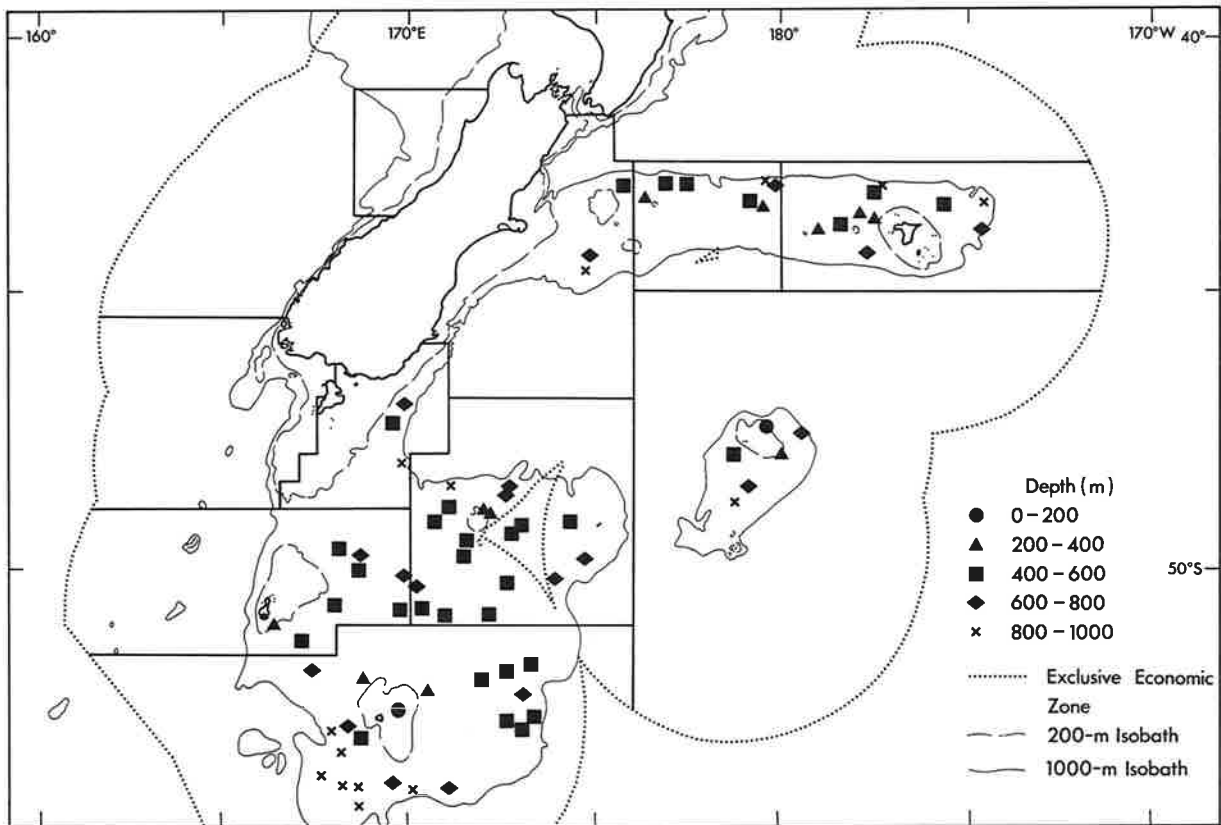 160°
170°E
180°
170°W
40°
50°S
Depth (m)
0–200
200–400
400–600
600–800
800–1000
Exclusive Economic
Zone
200-m Isobath
1000-m Isobath